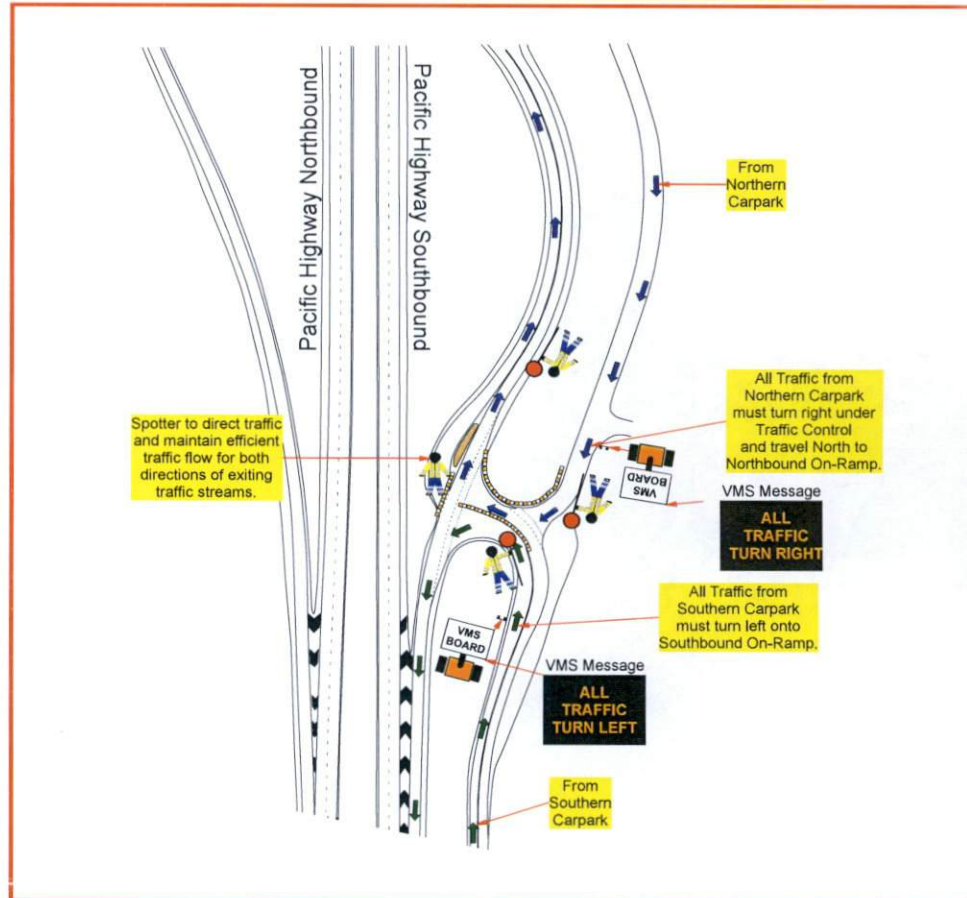 Pacific Highway Northbound
Pacific Highway Southbound
From
Northern
Carpark
All Traffic from
Northern Carpark
must turn right under
Traffic Control
and travel North to
Northbound On-Ramp.
Spotter to direct traffic
and maintain efficient
traffic flow for both
directions of exiting
traffic streams.
VMS
BOARD
VMS Message
ALL
TRAFFIC
TURN RIGHT
All Traffic from
Southern Carpark
must turn left onto
Southbound On-Ramp,
VMS
BOARD
VMS Message
ALL
TRAFFIC
TURN LEFT
From
Southern
Carpark